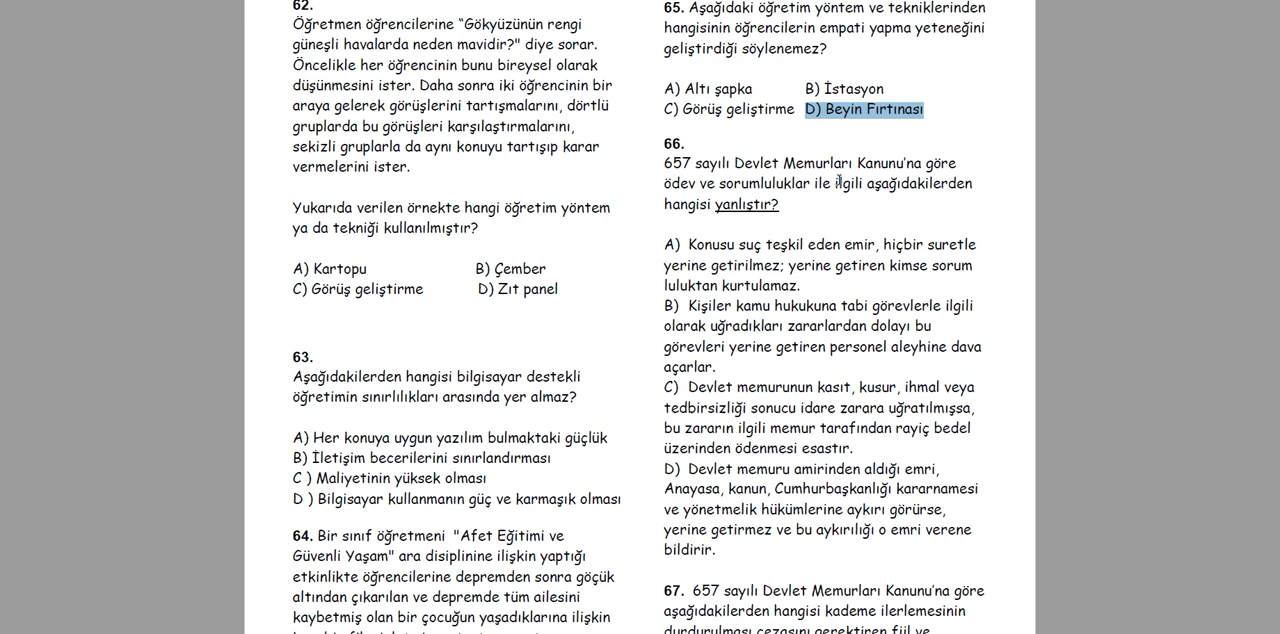 62.
Öğretmen öğrencilerine “Gökyüzünün rengi
güneşli havalarda neden mavidir?" diye sorar.
Öncelikle her öğrencinin bunu bireysel olarak
düşünmesini ister. Daha sonra iki öğrencinin bir
araya gelerek görüşlerini tartışmalarını, dörtlü
gruplarda bu görüşleri karşılaştırmalarını,
sekizli gruplarla da aynı konuyu tartışıp karar
vermelerini ister.
Yukarıda verilen örnekte hangi öğretim yöntem
ya da tekniği kullanılmıştır?
A) Kartopu B) Çember
C) Görüş geliştirme D) Zıt panel
63.
Aşağıdakilerden hangisi bilgisayar destekli
öğretimin sınırlılıkları arasında yer almaz?
A) Her konuya uygun yazılım bulmaktaki güçlük
B) İletişim becerilerini sınırlandırması
C ) Maliyetinin yüksek olması
D ) Bilgisayar kullanmanın güç ve karmaşık olması
64. Bir sınıf öğretmeni "Afet Eğitimi ve
Güvenli Yaşam" ara disiplinine ilişkin yaptığı
etkinlikte öğrencilerine depremden sonra göçük
altından çıkarılan ve depremde tüm ailesini
kaybetmiş olan bir çocuğun yaşadıklarına ilişkin
65. Aşağıdaki öğretim yöntem ve tekniklerinden
hangisinin öğrencilerin empati yapma yeteneğini
geliştirdiği söylenemez?
A) Altı şapka B) İstasyon
C) Görüş geliştirme D) Beyin Fırtınası
66.
657 sayılı Devlet Memurları Kanunu’na göre
ödev ve sorumluluklar ile ilgili aşağıdakilerden
hangisi yanlıştır?
A) Konusu suç teşkil eden emir, hiçbir suretle
yerine getirilmez; yerine getiren kimse sorum
luluktan kurtulamaz.
B) Kişiler kamu hukukuna tabi görevlerle ilgili
olarak uğradıkları zararlardan dolayı bu
görevleri yerine getiren personel aleyhine dava
açarlar.
C) Devlet memurunun kasıt, kusur, ihmal veya
tedbirsizliği sonucu idare zarara uğratılmışsa,
bu zararın ilgili memur tarafından rayiç bedel
üzerinden ödenmesi esastır.
D) Devlet memuru amirinden aldığı emri,
Anayasa, kanun, Cumhurbaşkanlığı kararnamesi
ve yönetmelik hükümlerine aykırı görürse,
yerine getirmez ve bu aykırılığı o emri verene
bildirir.
67. 657 sayılı Devlet Memurları Kanunu’na göre
aşağıdakilerden hangisi kademe ilerlemesinin
durdurulması cezasını gerektiren fiil ve